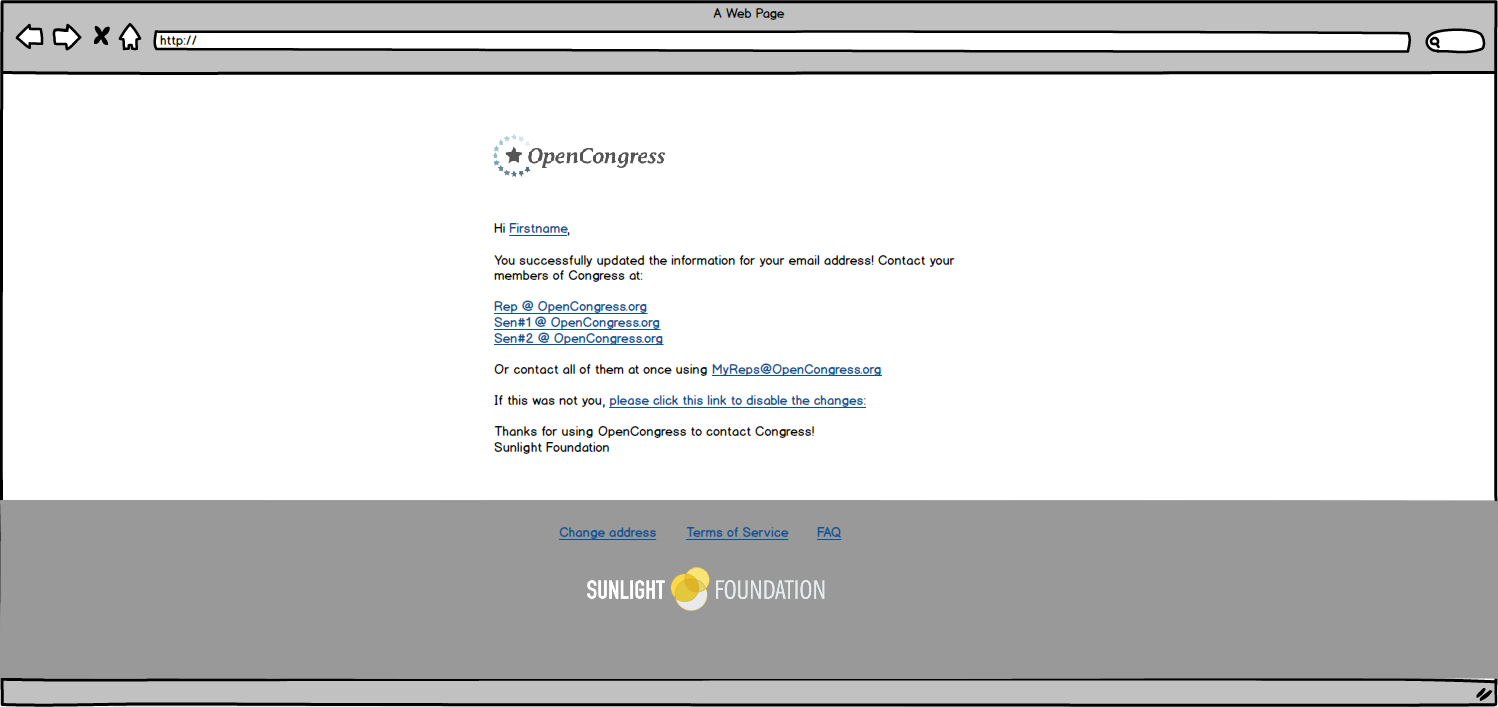 A Web Page
http://
OpenCongress
Hi Firstname,
You successfully updated the information for your email address! Contact your
members of Congress at:
Rep @ OpenCongress.org
Sen#1 @ OpenCongress.org
Sen#2 @ OpenCongress.org
Or contact all of them at once using MyReps@OpenCongress.org
If this was not you, please click this link to disable the changes:
Thanks for using OpenCongress to contact Congress!
Sunlight Foundation
Change address Terms of Service FAQ
SUNLIGHT FOUNDATION